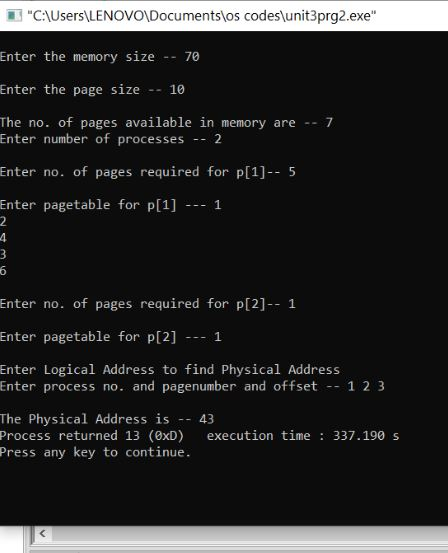 "C:\Users\LENOVO\Documents\os codes\unit3prg2.exe"
Enter the memory size -- 70
Enter the page size -- 10
The no. of pages available in memory are -- 7
Enter number of processes -- 2
Enter no. of pages required for p[1]-- 5
Enter pagetable for p[1] --- 1
2
4
3
6
Enter no. of pages required for p[2]-- 1
Enter pagetable for p[2] --- 1
Enter Logical Address to find Physical Address
Enter process no. and pagenumber and offset -- 1 2 3
The Physical Address is -- 43
Process returned 13 (0xD)   execution time : 337.190 s
Press any key to continue.